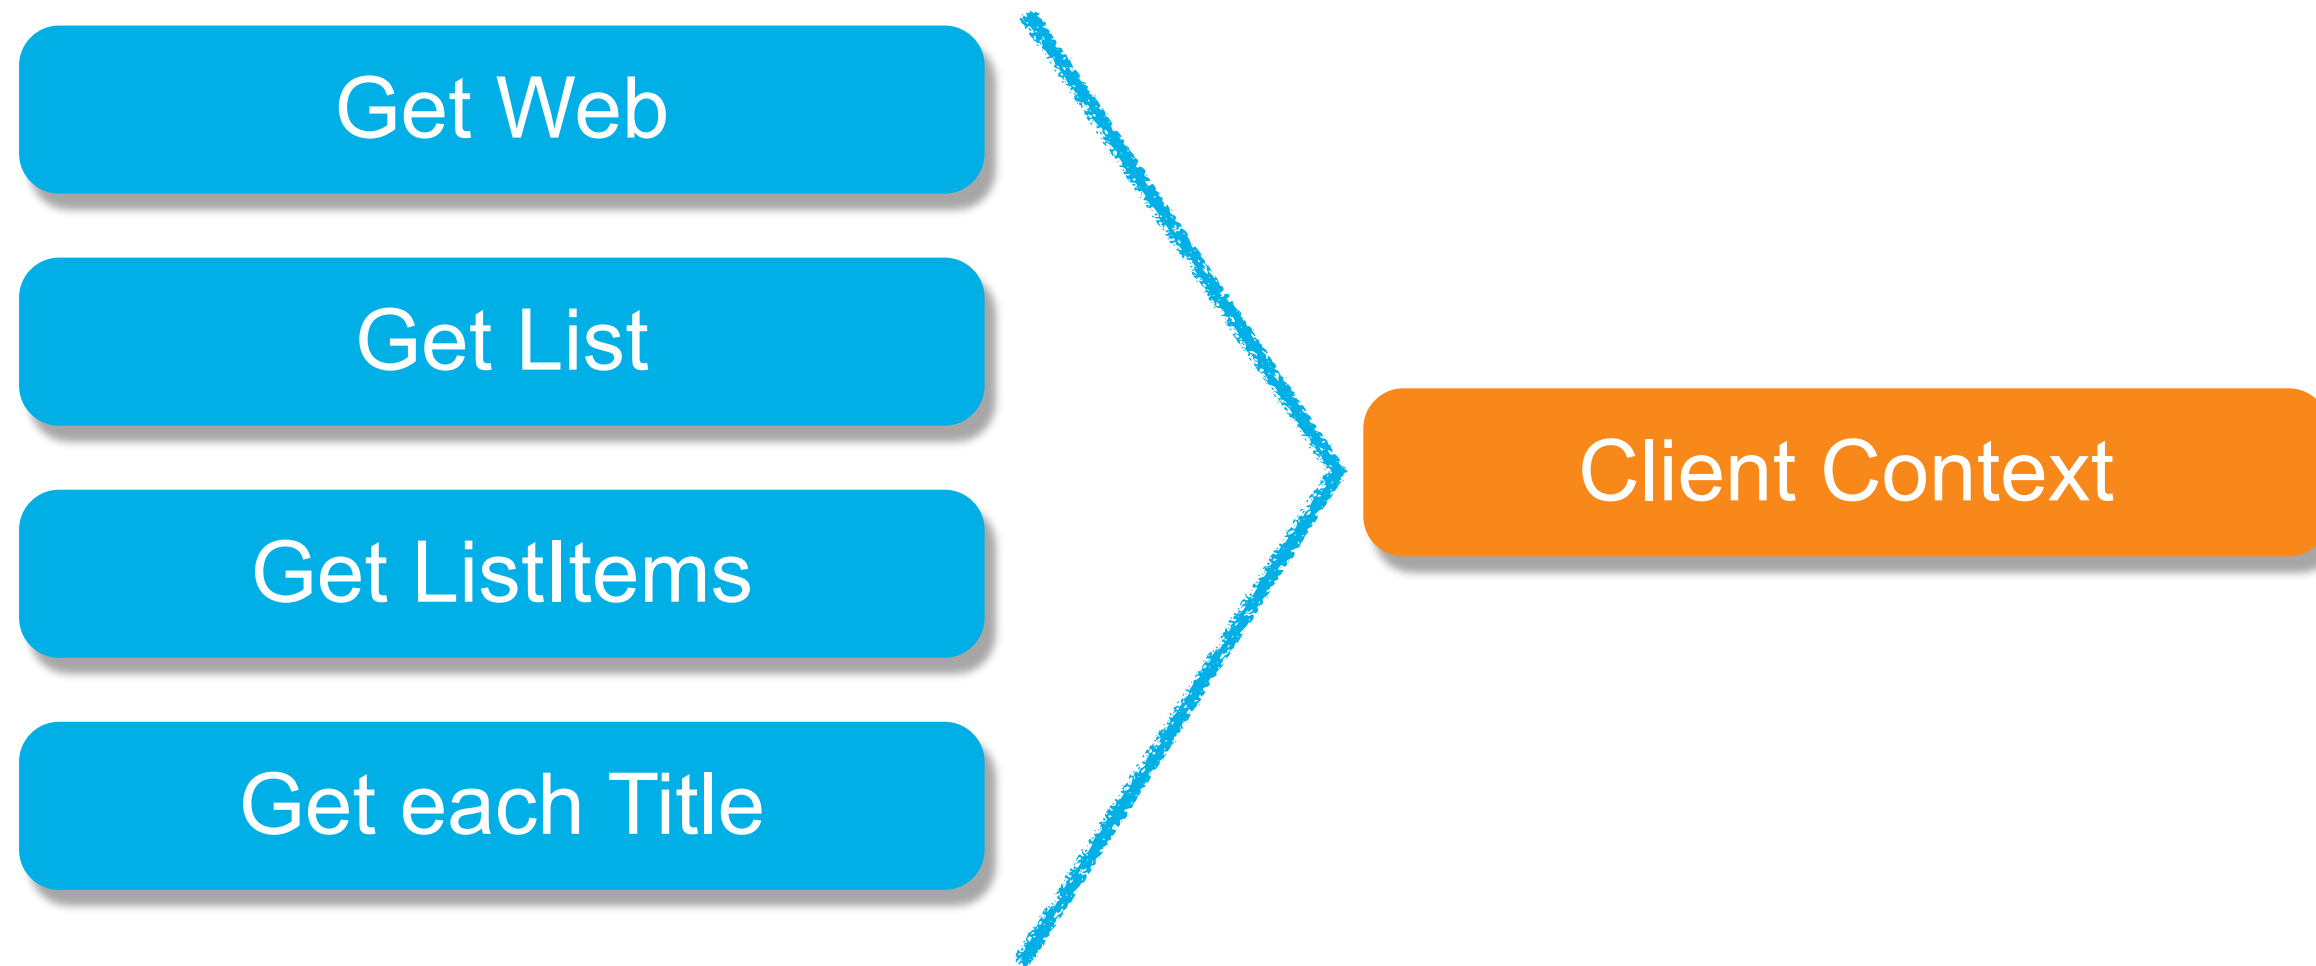 Get Web
Get List
Get ListItems
Get each Title
Client Context